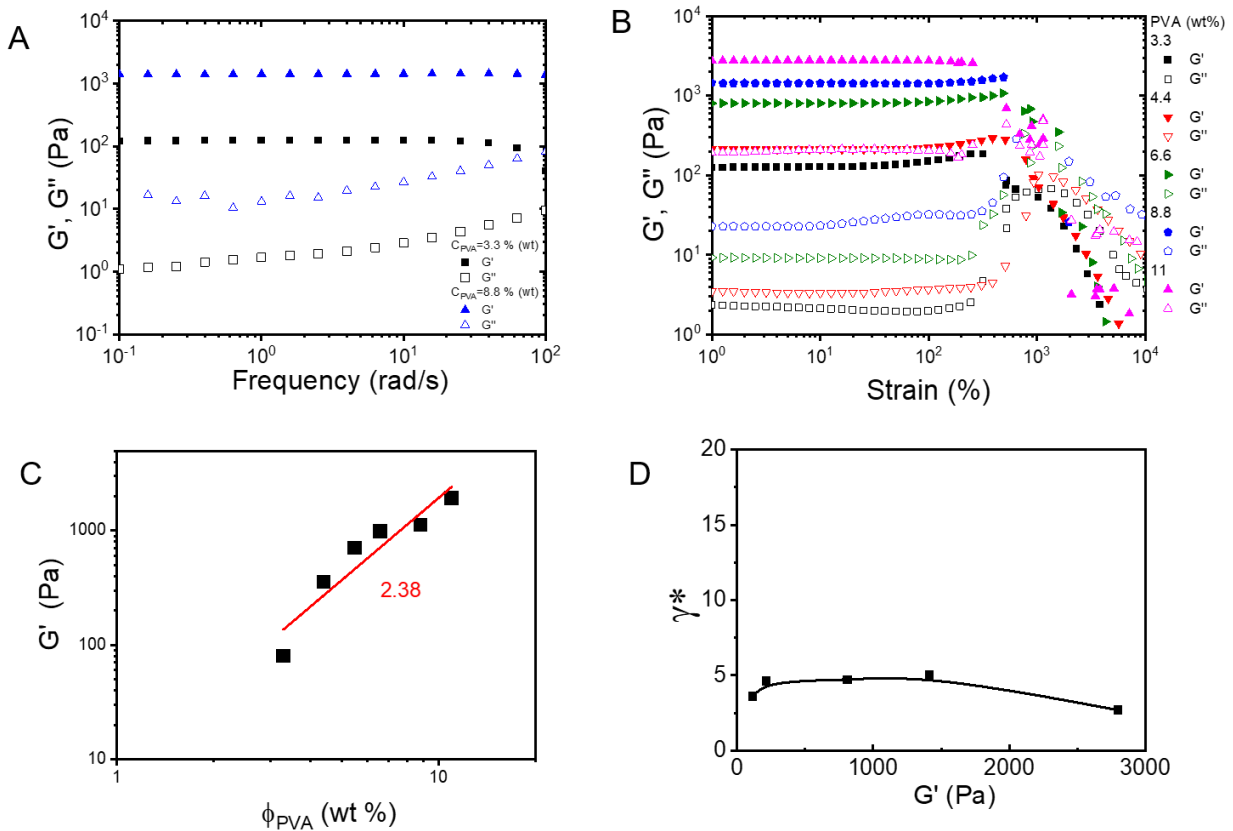 A
G', G'' (Pa)
10^4
10^3
10^2
10^1
10^0
10^-1
10^-1
10^0
10^1
10^2
Frequency (rad/s)
C_PVA=3.3 % (wt)
G'
G''
C_PVA=8.8 % (wt)
G'
G''
B
G', G'' (Pa)
10^4
10^3
10^2
10^1
10^0
10^0
10^1
10^2
10^3
10^4
Strain (%)
PVA (wt%)
3.3
G'
G''
4.4
G'
G''
6.6
G'
G''
8.8
G'
G''
11
G'
G''
C
G' (Pa)
1000
100
10
1
10
2.38
ϕ_PVA (wt %)
D
γ*
20
15
10
5
0
0
1000
2000
3000
G' (Pa)